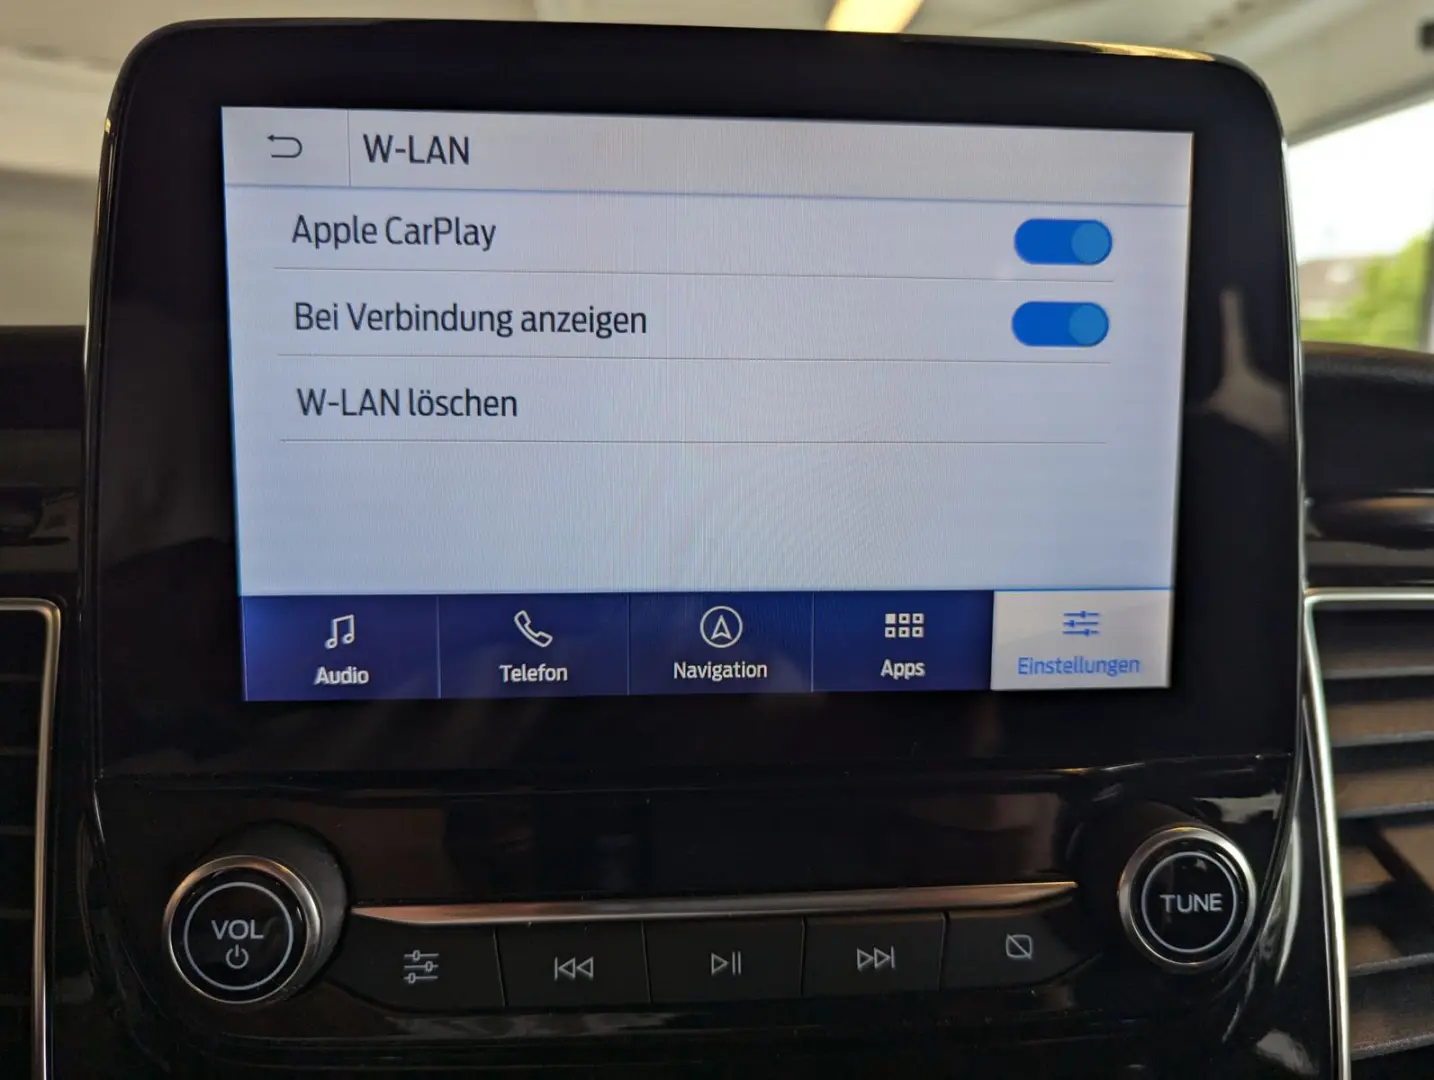 W-LAN
Apple CarPlay
Bei Verbindung anzeigen
W-LAN löschen
Audio
Telefon
Navigation
Apps
Einstellungen
VOL
TUNE